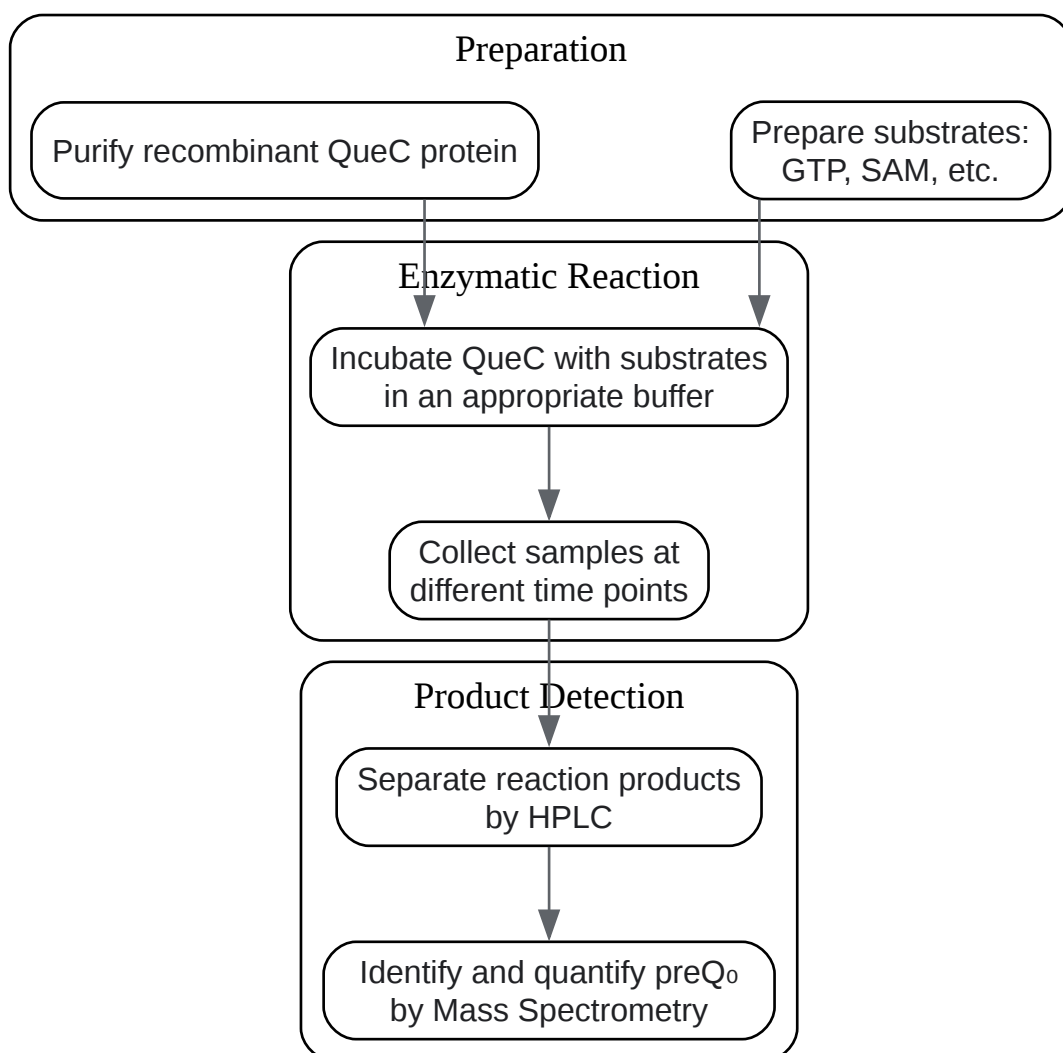 Preparation
Purify recombinant QueC protein
Prepare substrates:
GTP, SAM, etc.
Enzymatic Reaction
Incubate QueC with substrates
in an appropriate buffer
Collect samples at
different time points
Product Detection
Separate reaction products
by HPLC
Identify and quantify preQ₀
by Mass Spectrometry